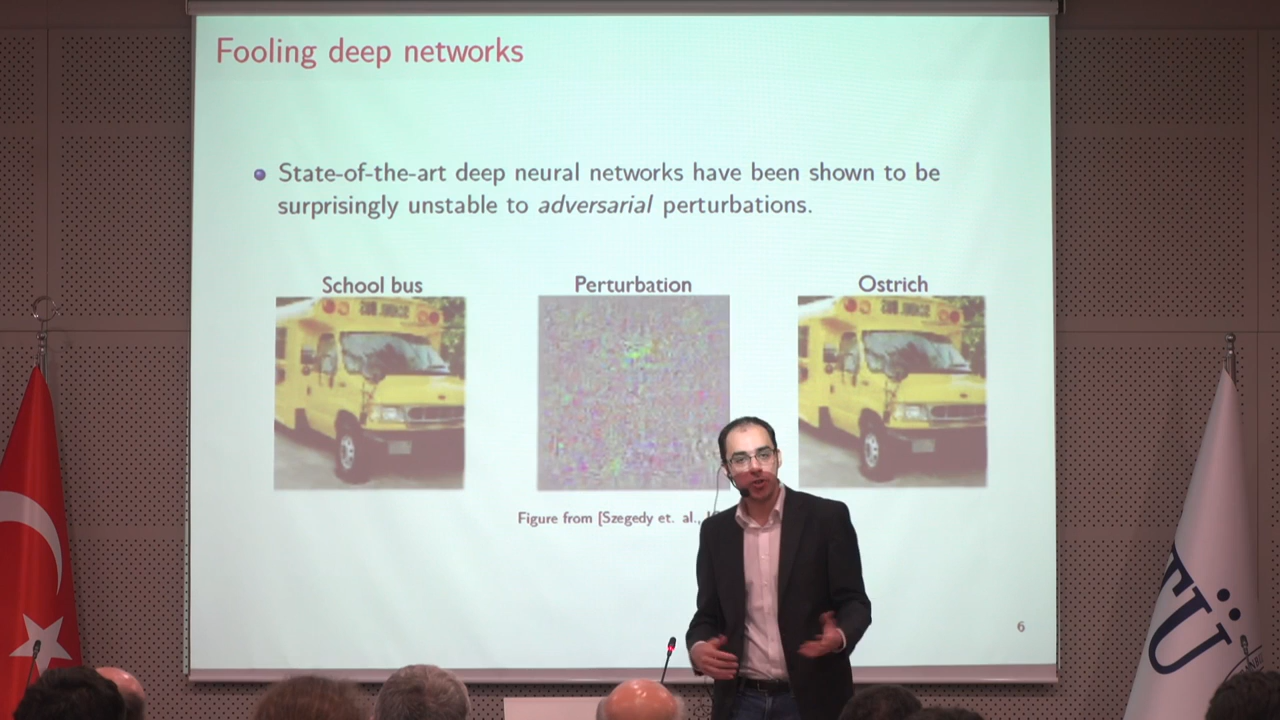 Fooling deep networks
State-of-the-art deep neural networks have been shown to be
surprisingly unstable to adversarial perturbations.
School bus
Perturbation
Ostrich
Figure from [Szegedy et. al.,
6
TÜ